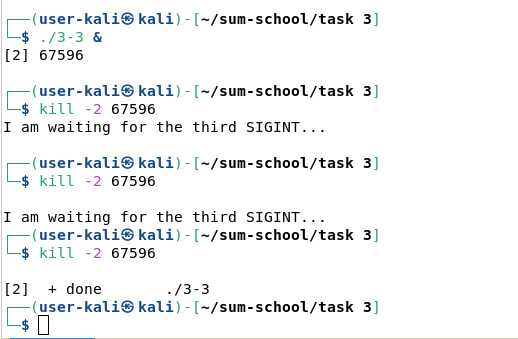 ┌──(user-kali㉿kali)-[~/sum-school/task 3]
└─$ ./3-3 &
[2] 67596
┌──(user-kali㉿kali)-[~/sum-school/task 3]
└─$ kill -2 67596
I am waiting for the third SIGINT...
┌──(user-kali㉿kali)-[~/sum-school/task 3]
└─$ kill -2 67596
I am waiting for the third SIGINT...
┌──(user-kali㉿kali)-[~/sum-school/task 3]
└─$ kill -2 67596
[2]  + done       ./3-3
┌──(user-kali㉿kali)-[~/sum-school/task 3]
└─$